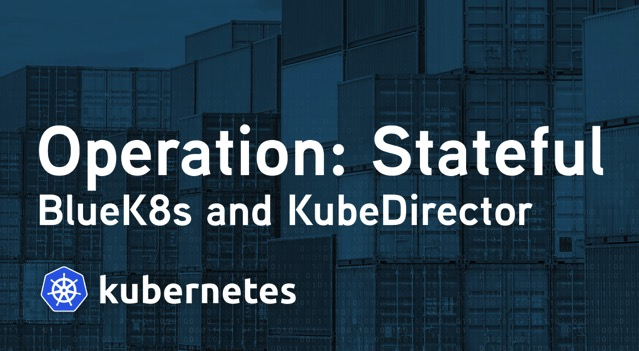 Operation: Stateful
BlueK8s and KubeDirector
kubernetes